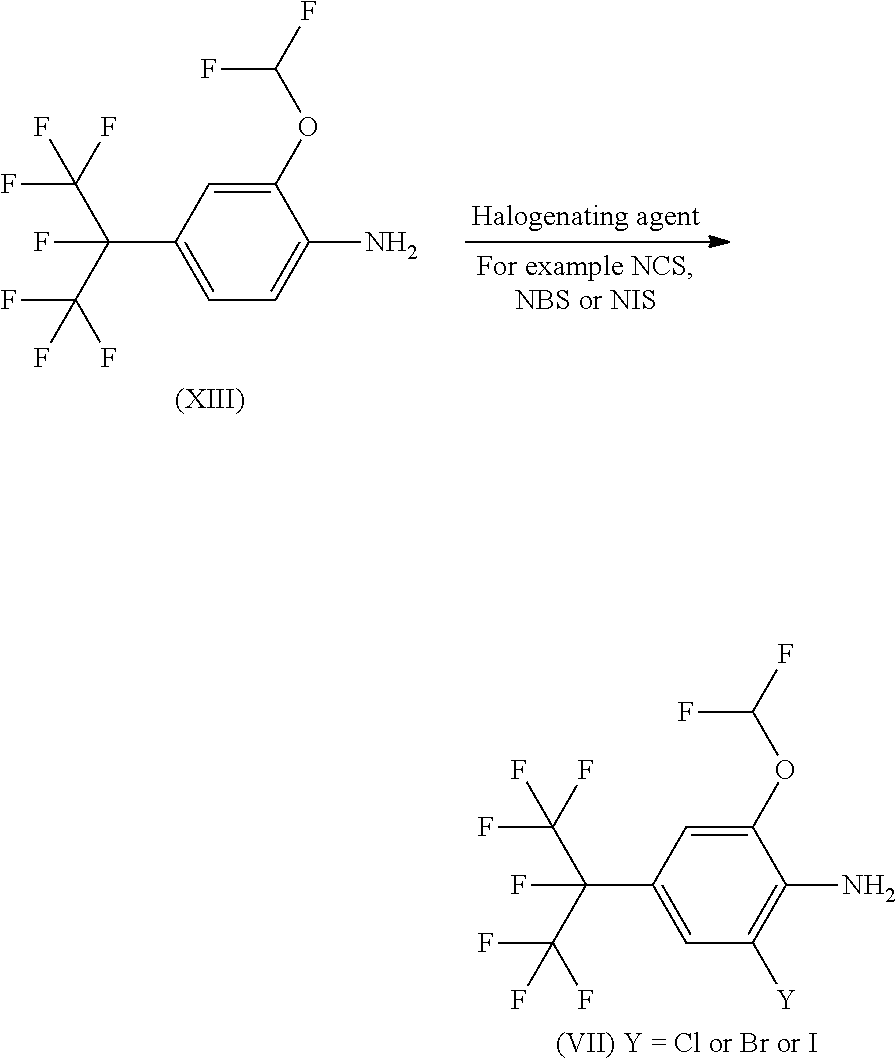 F
F
O
F F
F
F
NH2
F
F F
Halogenating agent
For example NCS,
NBS or NIS
(XIII)
F
F
O
F F
F
F
NH2
F
F F
Y
(VII) Y = Cl or Br or I